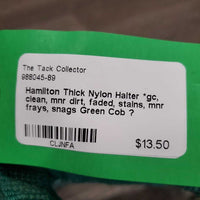 The Tack Collector
988045-89
Hamilton Thick Nylon Halter *gc,
clean, mnr dirt, faded, stains, mnr
frays, snags Green Cob ?
$13.50
CLJNFA